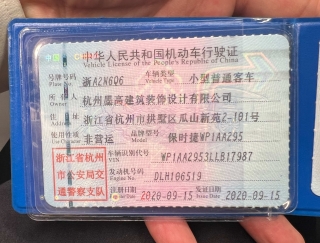 中华人民共和国机动车行驶证
Vehicle License of the People's Republic of China
号牌号码 浙A2N6Q6 车辆类型 小型普通客车
Plate No. Vehicle Type
所有人 杭州墨高建筑装饰设计有限公司
Owner
住址 浙江省杭州市拱墅区瓜山新苑2-101号
Address
使用性质 非营运 品牌型号 保时捷WP1AA295
Use Character Model
浙江省杭州 车辆识别代号 WP1AA2953LLB17987
VIN
市公安局交 发动机号码 DLH106519
Engine No.
通警察支队 注册日期 2020-09-15 发证日期 2020-09-15
Register Date Issue Date